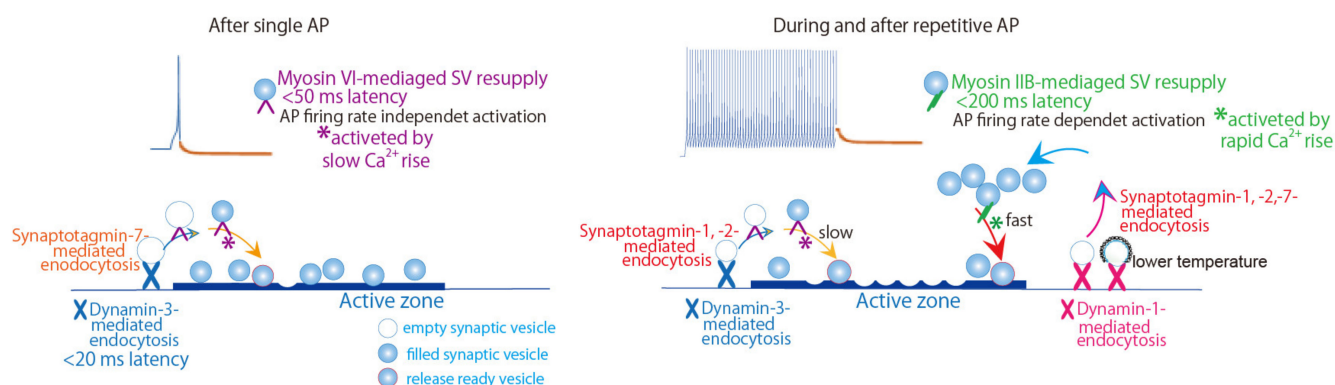 After single AP
Myosin VI-mediaged SV resupply
<50 ms latency
AP firing rate independet activation
*activeted by
slow Ca²⁺ rise
Synaptotagmin-7-
mediated
enodocytosis
*
Active zone
Dynamin-3-
mediated
endocytosis
<20 ms latency
empty synaptic vesicle
filled synaptic vesicle
release ready vesicle
During and after repetitive AP
Myosin IIB-mediaged SV resupply
<200 ms latency
AP firing rate dependet activation
*activeted by
rapid Ca²⁺ rise
Synaptotagmin-1, -2-
mediated
endocytosis
* slow
* fast
Synaptotagmin-1, -2,-7-
mediated
endocytosis
lower temperature
Active zone
Dynamin-3-
mediated
endocytosis
Dynamin-1-
mediated
endocytosis